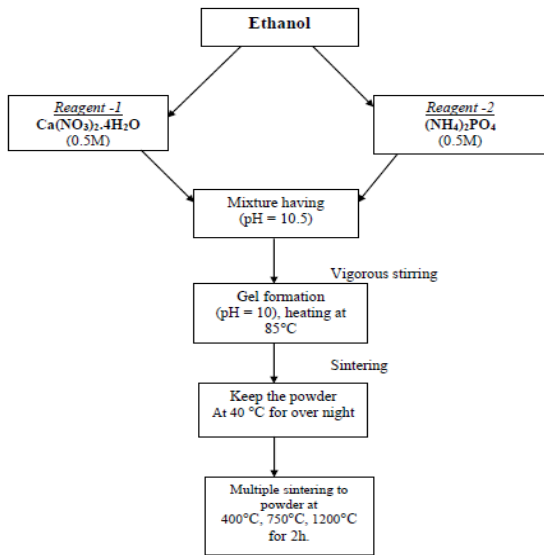 Ethanol
Reagent -1
Ca(NO₃)₂.4H₂O
(0.5M)
Reagent -2
(NH₄)₂PO₄
(0.5M)
Mixture having
(pH = 10.5)
Vigorous stirring
Gel formation
(pH = 10), heating at
85°C
Sintering
Keep the powder
At 40 °C for over night
Multiple sintering to
powder at
400°C, 750°C, 1200°C
for 2h.